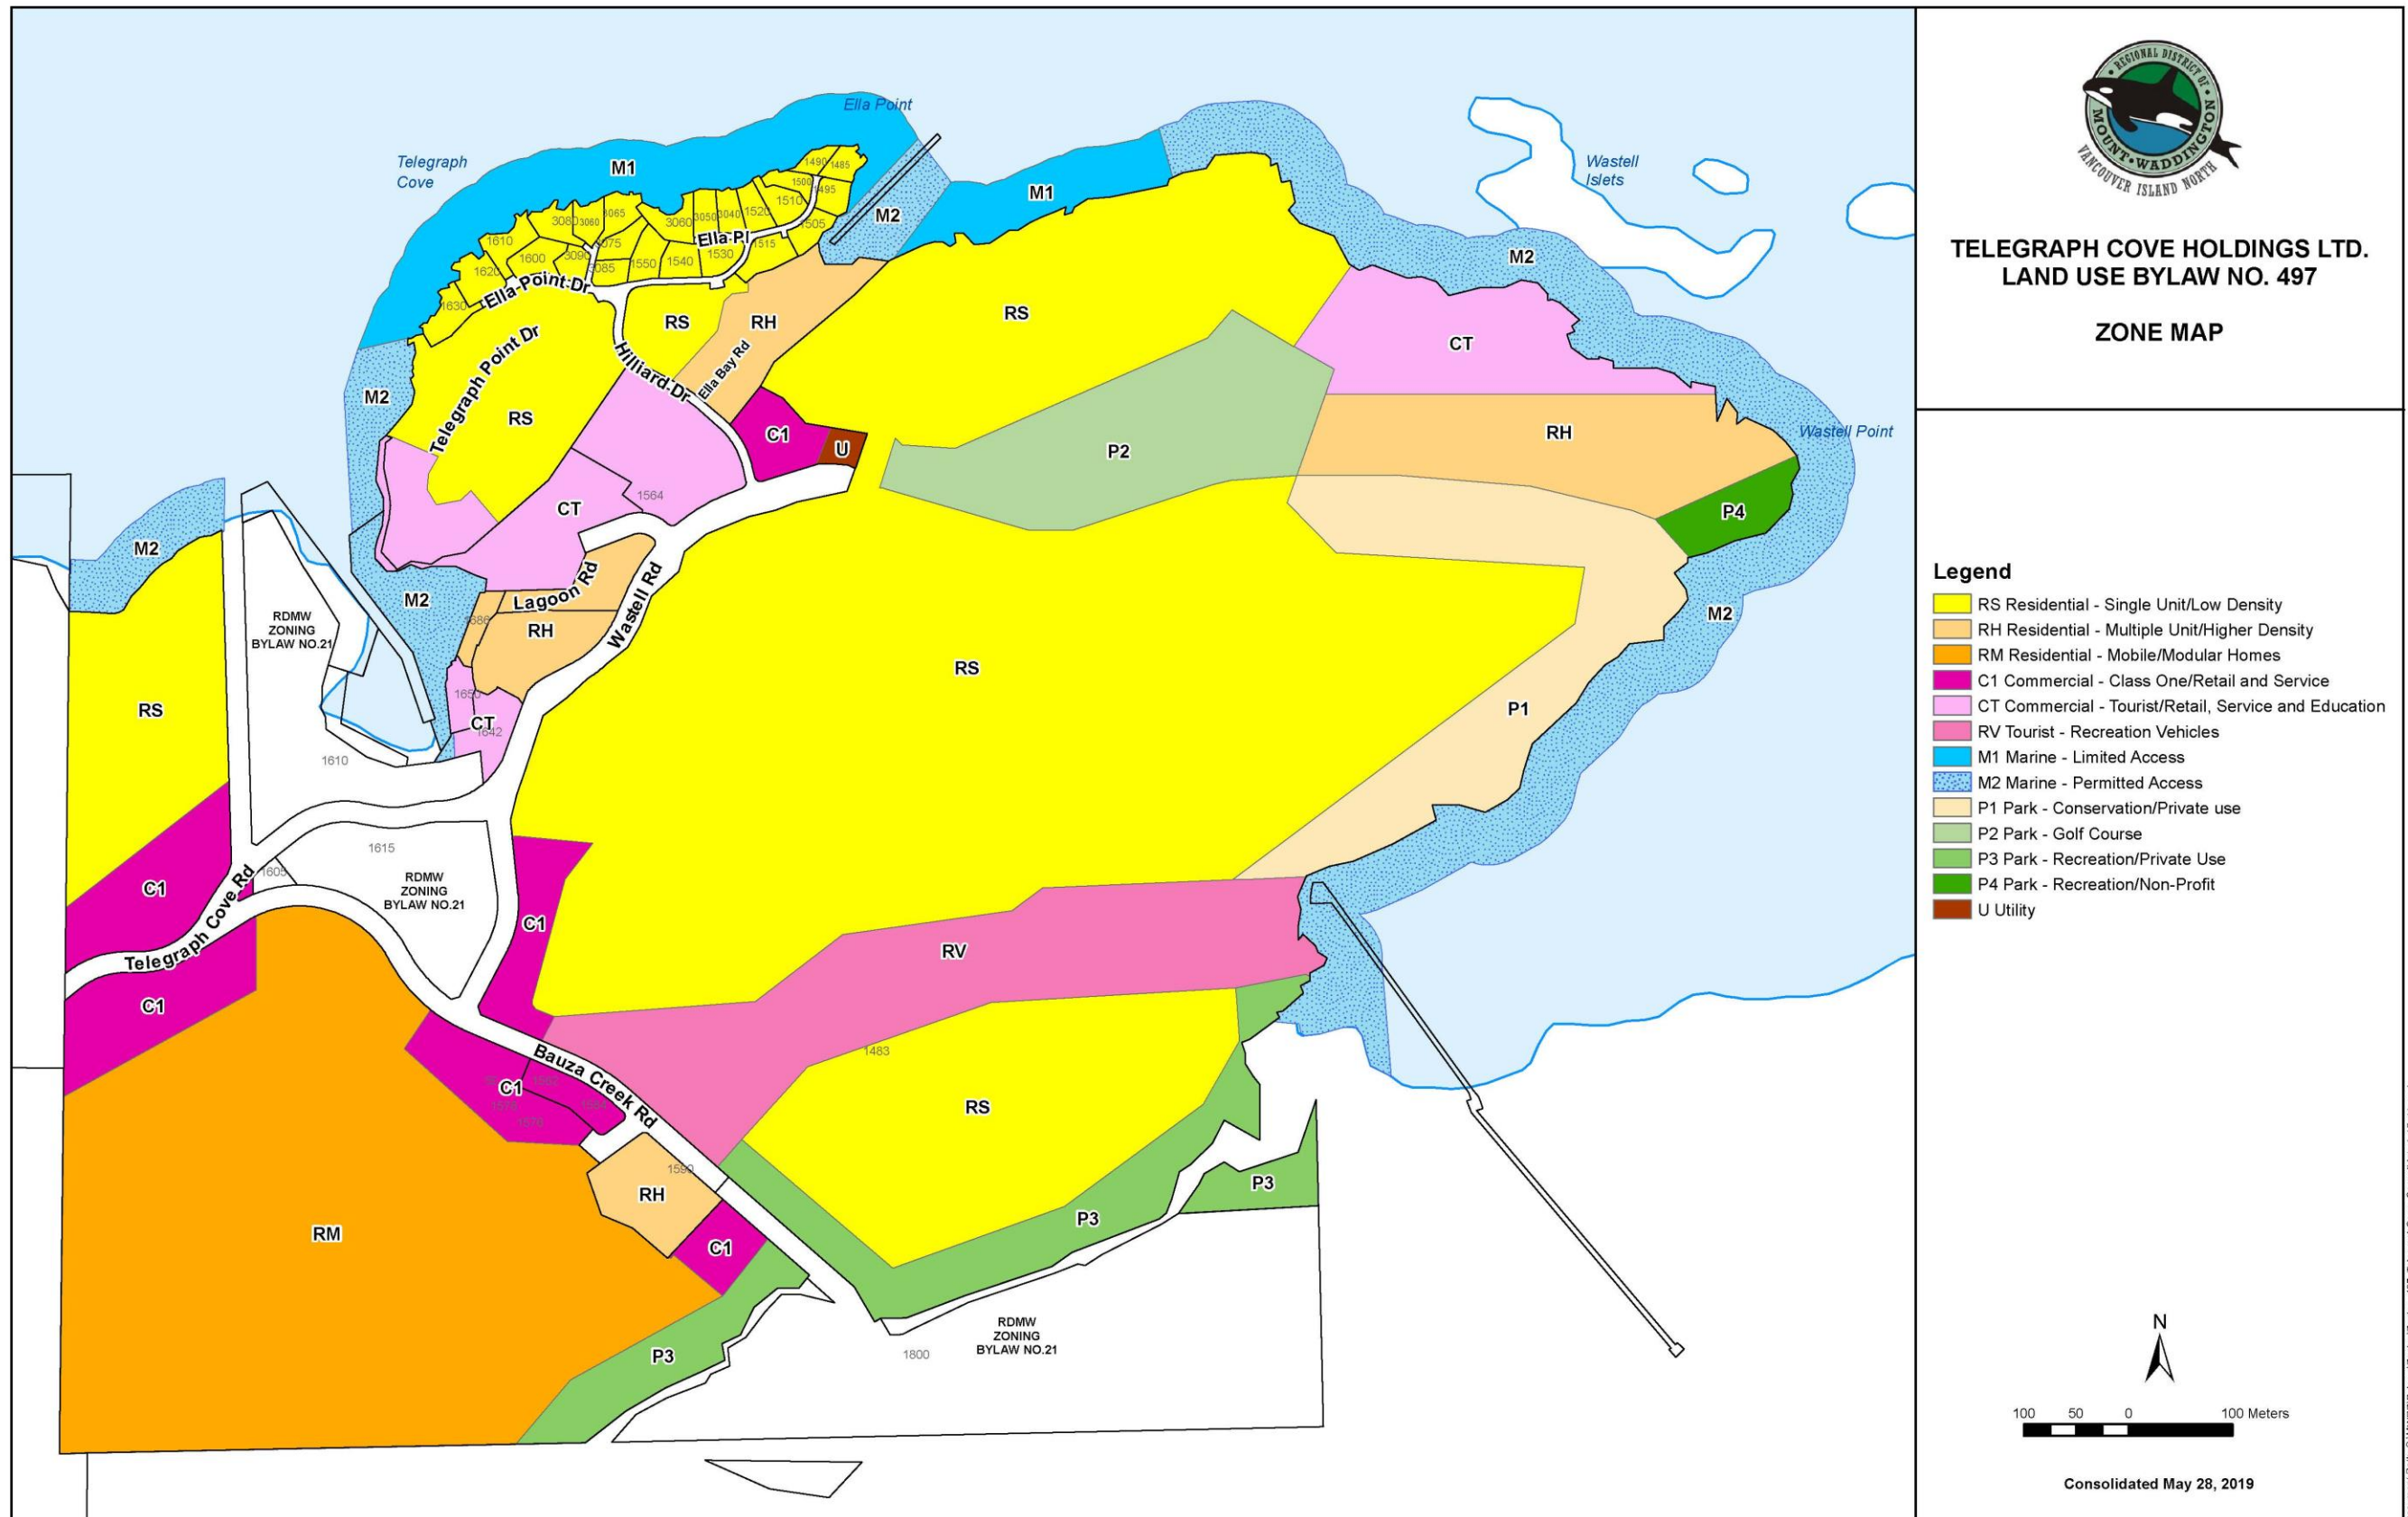 Ella Point
Telegraph
Cove
M1
1490
1485
1500
1495
1510
1520
3040
3050
3060
3065
3060
3080
1505
1515
Ella Pl
1530
1540
1550
3085
3090
1600
1610
1620
1630
Ella Point Dr
M2
M1
Wastell
Islets
M2
RS
RH
RS
Hilliard Dr
Ella Bay Rd
Telegraph Point Dr
CT
M2
RS
C1
U
P2
RH
Wastell Point
P4
CT
1564
M2
M2
Lagoon Rd
Wastell Rd
RH
RDMW
ZONING
BYLAW NO.21
M2
RS
RS
1650
CT
1642
P1
1610
1615
RDMW
ZONING
BYLAW NO.21
1605
C1
Telegraph Cove Rd
C1
RV
C1
1483
Bauza Creek Rd
C1
1576
RS
1590
RH
P3
P3
RM
C1
P3
RDMW
ZONING
BYLAW NO.21
1800
REGIONAL DISTRICT OF
MOUNT WADDINGTON
VANCOUVER ISLAND NORTH
TELEGRAPH COVE HOLDINGS LTD.
LAND USE BYLAW NO. 497
ZONE MAP
Legend
RS Residential - Single Unit/Low Density
RH Residential - Multiple Unit/Higher Density
RM Residential - Mobile/Modular Homes
C1 Commercial - Class One/Retail and Service
CT Commercial - Tourist/Retail, Service and Education
RV Tourist - Recreation Vehicles
M1 Marine - Limited Access
M2 Marine - Permitted Access
P1 Park - Conservation/Private use
P2 Park - Golf Course
P3 Park - Recreation/Private Use
P4 Park - Recreation/Non-Profit
U Utility
N
100 50 0 100 Meters
Consolidated May 28, 2019